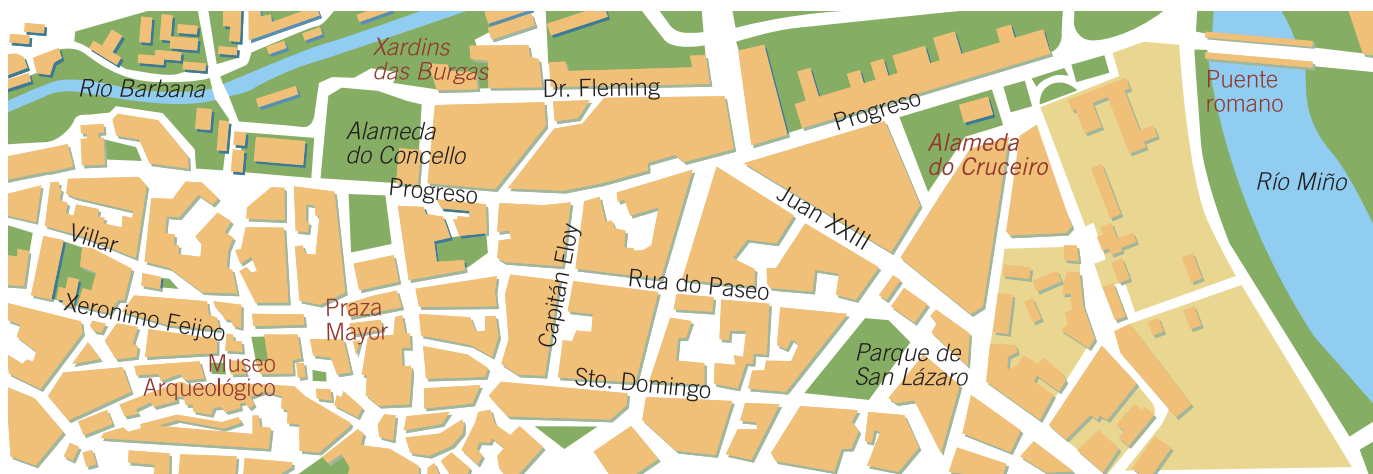 Xardins
das Burgas
Río Barbana
Dr. Fleming
Puente
romano
Progreso
Alameda
do Concello
Alameda
do Cruceiro
Río Miño
Progreso
Juan XXIII
Villar
Capitán Eloy
Rua do Paseo
Xeronimo Feijoo
Praza
Mayor
Museo
Arqueológico
Parque de
San Lázaro
Sto. Domingo